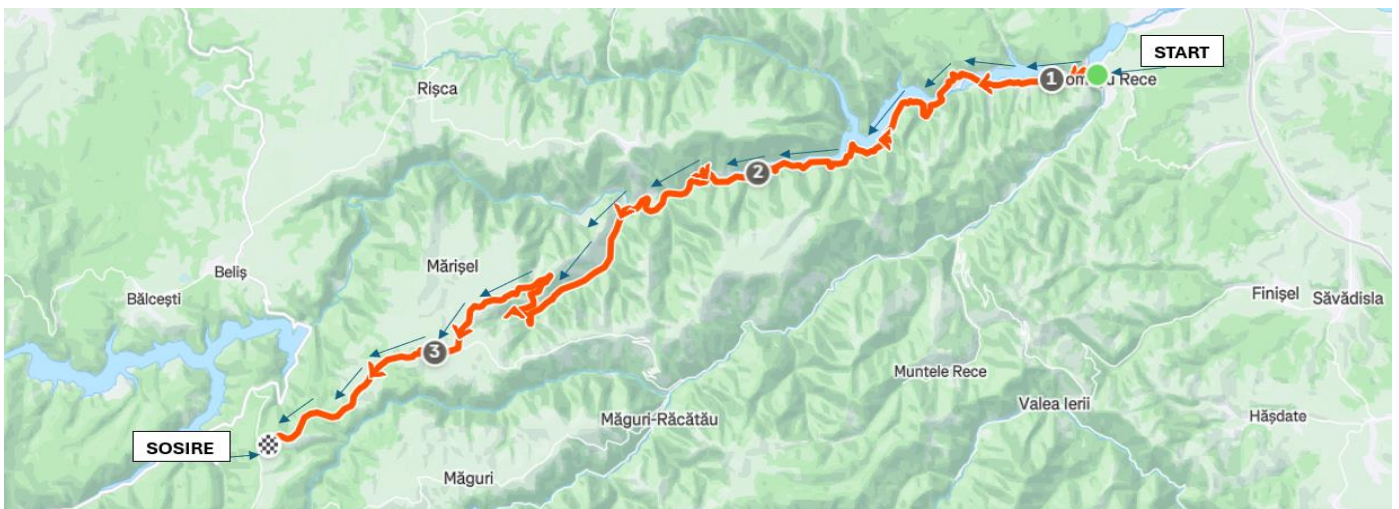 START
1
Rece
Rișca
2
Mărișel
Beliș
Bălcești
Finișel
Săvădisla
3
Muntele Rece
Valea Ierii
Măguri-Răcătău
Hășdate
SOSIRE
Măguri